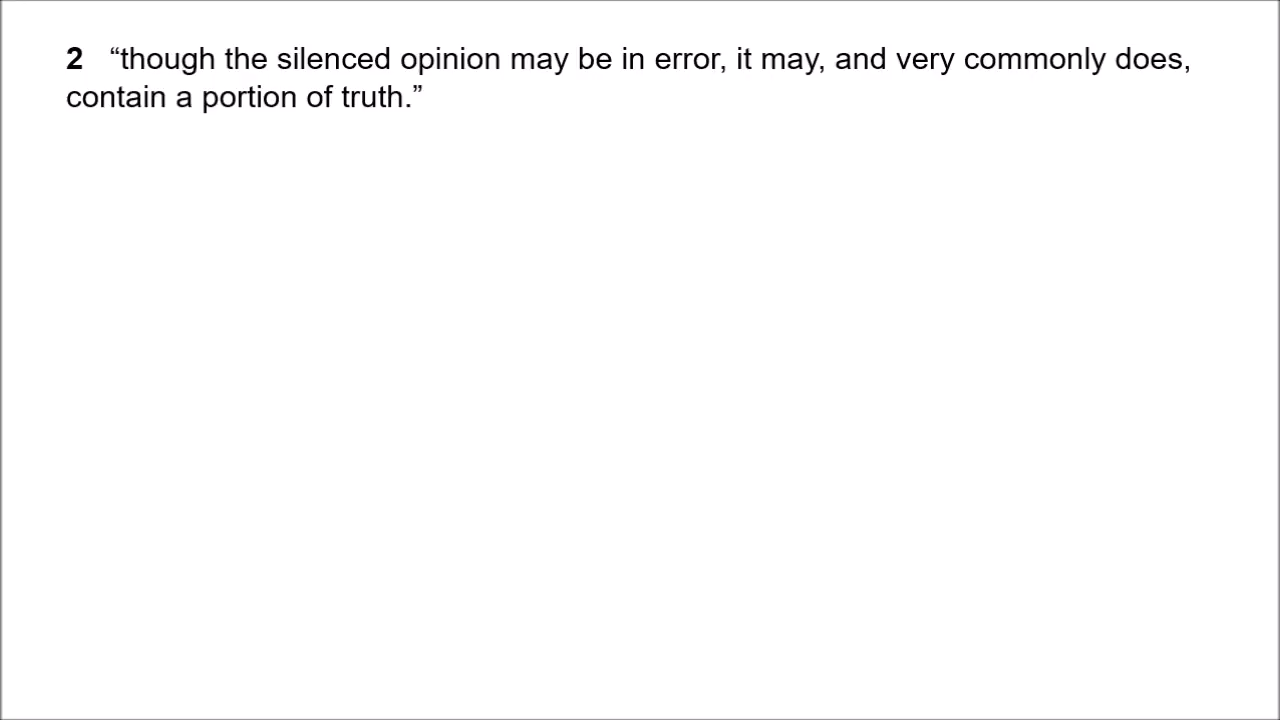 2 “though the silenced opinion may be in error, it may, and very commonly does,
contain a portion of truth.”